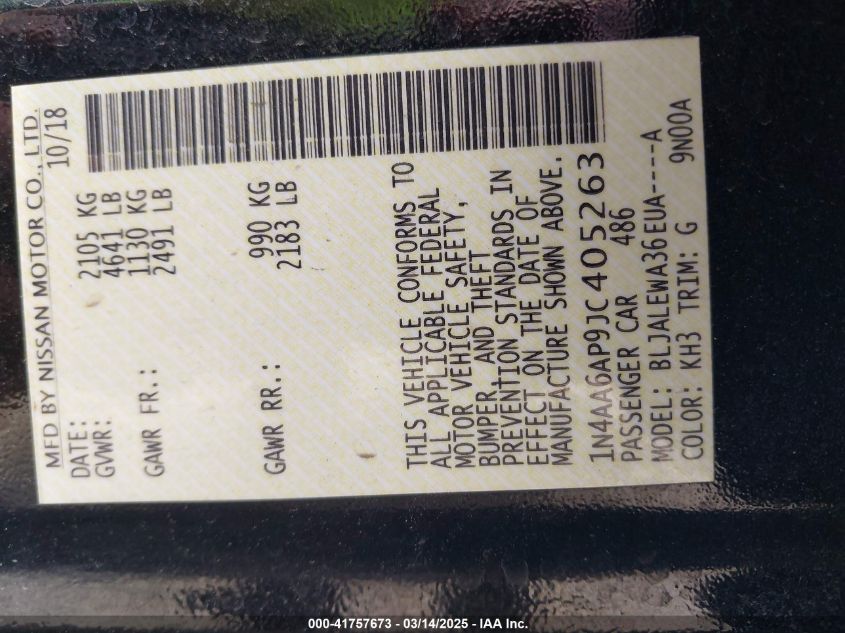 MFD BY NISSAN MOTOR CO., LTD.
DATE: 10/18
GVWR: 2105 KG
4641 LB
GAWR FR.: 1130 KG
2491 LB
GAWR RR.: 990 KG
2183 LB
THIS VEHICLE CONFORMS TO
ALL APPLICABLE FEDERAL
MOTOR VEHICLE SAFETY,
BUMPER AND THEFT
PREVENTION STANDARDS IN
EFFECT ON THE DATE OF
MANUFACTURE SHOWN ABOVE.
1N4AA6AP9JC405263
PASSENGER CAR 486
MODEL: BLJALEWA36EUA----A
COLOR: KH3 TRIM: G 9N00A
000-41757673 - 03/14/2025 - IAA Inc.